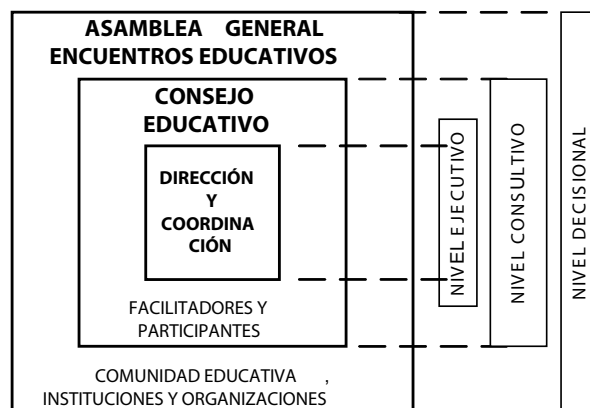 ASAMBLEA GENERAL
ENCUENTROS EDUCATIVOS
CONSEJO
EDUCATIVO
DIRECCIÓN
Y
COORDINA
CIÓN
FACILITADORES Y
PARTICIPANTES
COMUNIDAD EDUCATIVA ,
INSTITUCIONES Y ORGANIZACIONES
NIVEL EJECUTIVO
NIVEL CONSULTIVO
NIVEL DECISIONAL